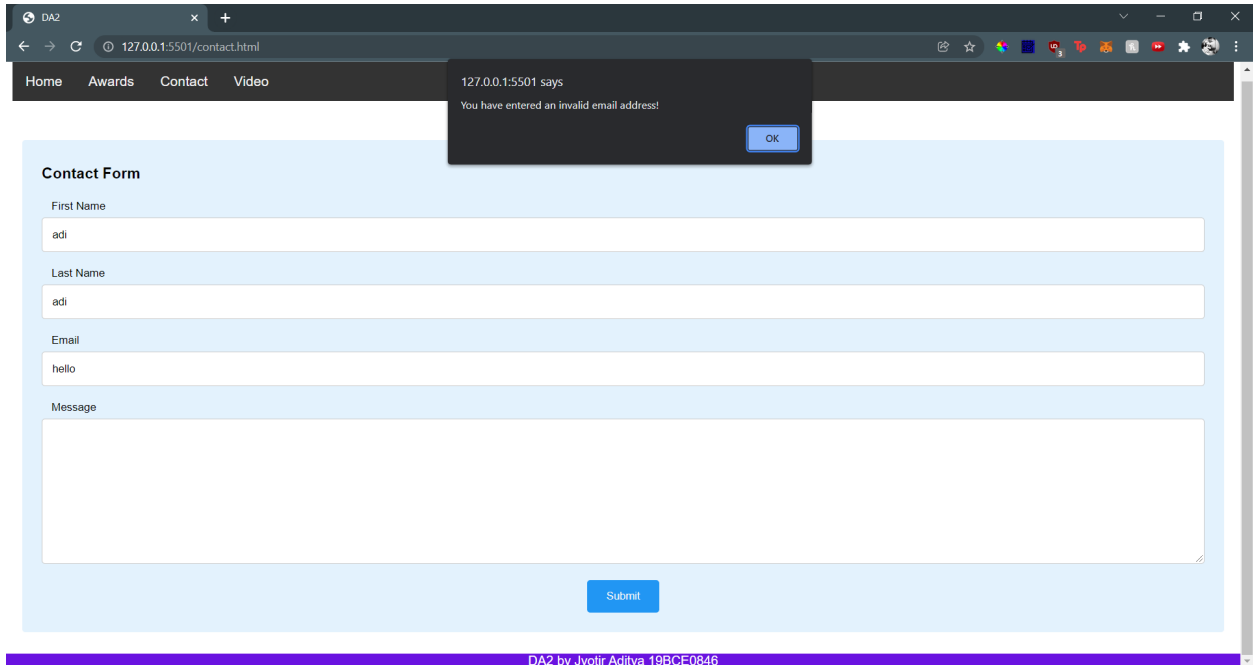 DA2
127.0.0.1:5501/contact.html
Home Awards Contact Video
127.0.0.1:5501 says
You have entered an invalid email address!
OK
Contact Form
First Name
adi
Last Name
adi
Email
hello
Message
Submit
DA2 by Jyotir Aditya 19BCE0846